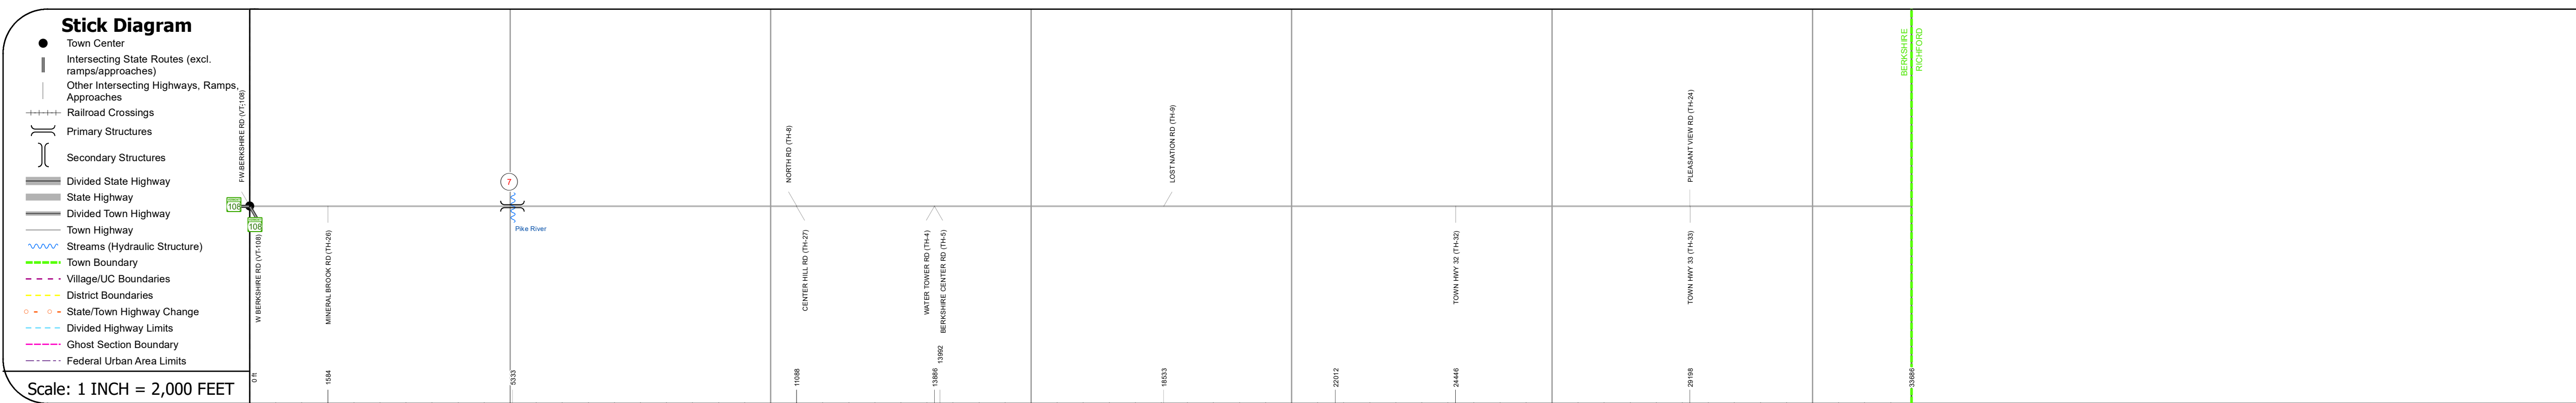 Stick Diagram
Town Center
Intersecting State Routes (excl.
ramps/approaches)
Other Intersecting Highways, Ramps,
Approaches
Railroad Crossings
Primary Structures
Secondary Structures
Divided State Highway
State Highway
Divided Town Highway
Town Highway
Streams (Hydraulic Structure)
Town Boundary
Village/UC Boundaries
District Boundaries
State/Town Highway Change
Divided Highway Limits
Ghost Section Boundary
Federal Urban Area Limits
Scale: 1 INCH = 2,000 FEET
108
108
W BERKSHIRE RD (VT-108)
MINERAL BROOK RD (TH-26)
7
Pike River
NORTH RD (TH-8)
CENTER HILL RD (TH-27)
WATER TOWER RD (TH-4)
BERKSHIRE CENTER RD (TH-5)
LOST NATION RD (TH-9)
TOWN HWY 32 (TH-32)
PLEASANT VIEW RD (TH-24)
TOWN HWY 33 (TH-33)
BERKSHIRE
RICHFORD
0 ft
1584
5333
11088
13886
13992
18533
22012
24446
29198
33686